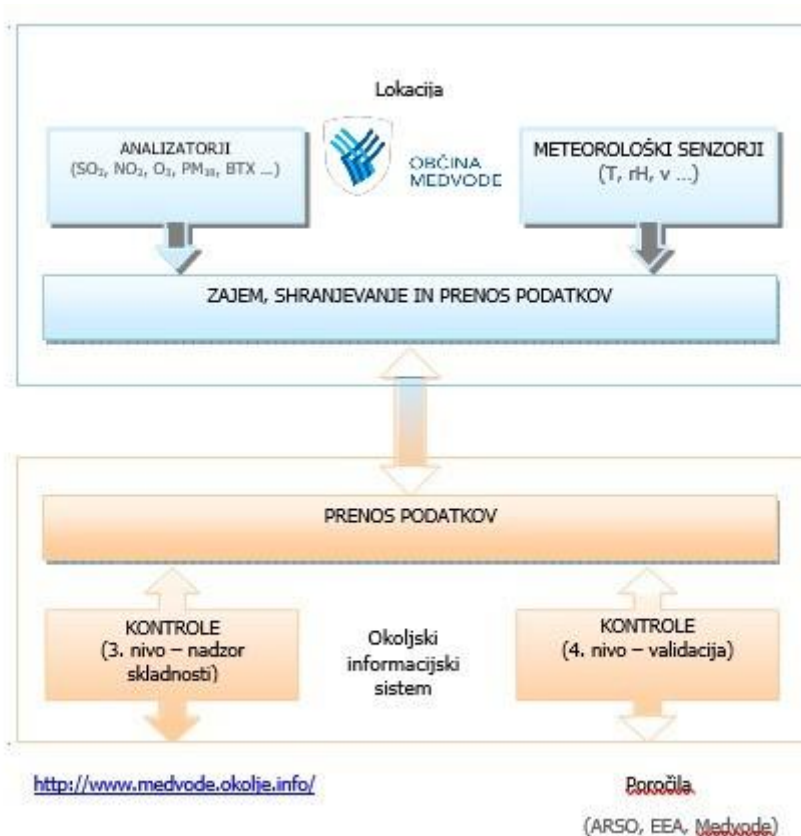 Lokacija
ANALIZATORJI
(SO₂, NO₂, O₃, PM₁₀, BTX ...)
OBČINA
MEDVODE
METEOROLOŠKI SENZORJI
(T, rH, v ...)
ZAJEM, SHRANJEVANJE IN PRENOS PODATKOV
PRENOS PODATKOV
KONTROLE
(3. nivo – nadzor
skladnosti)
Okoljski
informacijski
sistem
KONTROLE
(4. nivo – validacija)
http://www.medvode.okolje.info/
Poročila
(ARSO, EEA, Medvode)